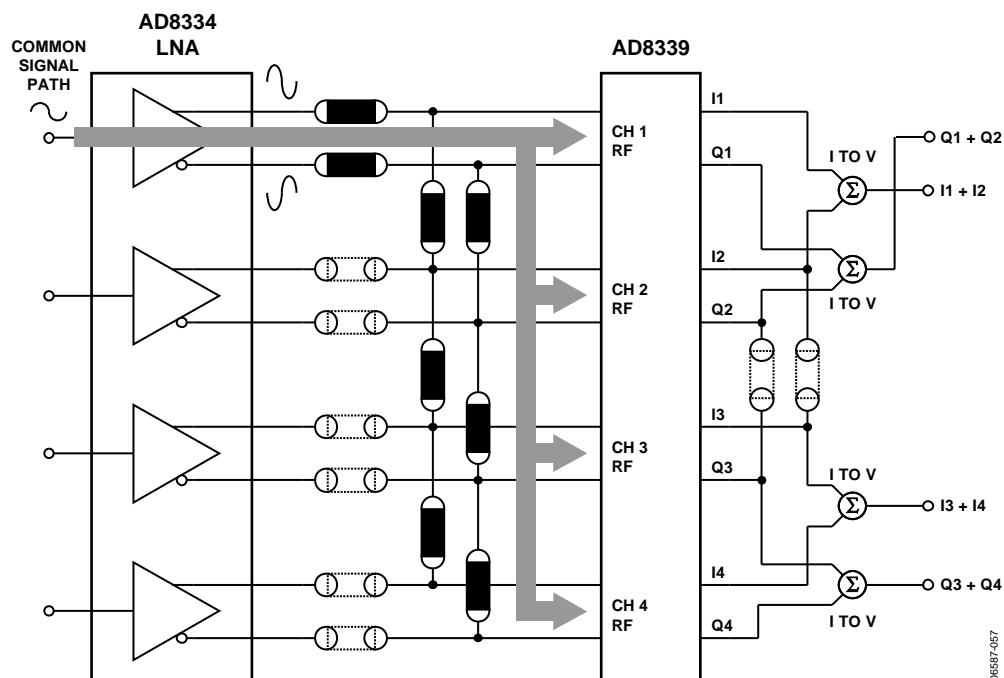 AD8334
LNA
COMMON
SIGNAL
PATH
AD8339
CH 1
RF
CH 2
RF
CH 3
RF
CH 4
RF
I1
Q1
I2
Q2
I3
Q3
I4
Q4
I TO V
Σ
Σ
I TO V
Σ
Σ
I TO V
Q1 + Q2
I1 + I2
I3 + I4
Q3 + Q4
06587-057